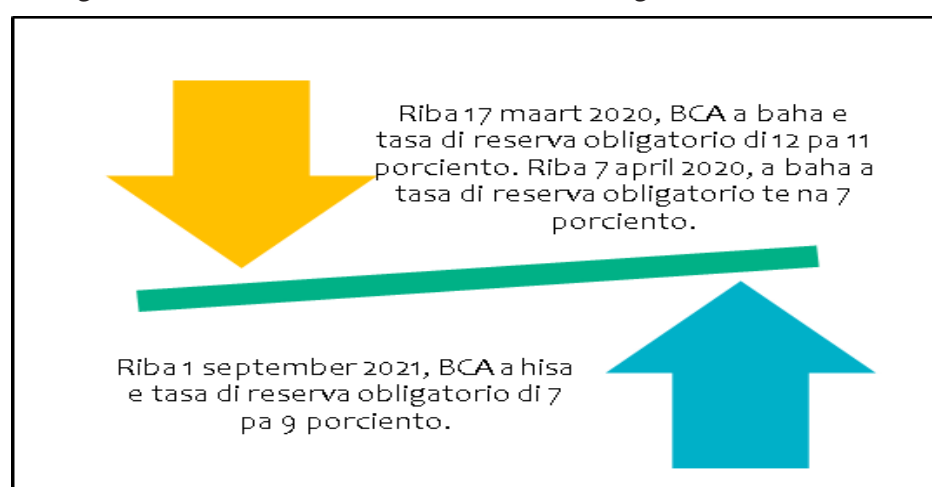 Riba 17 maart 2020, BCA a baha e
tasa di reserva obligatorio di 12 pa 11
porciento. Riba 7 april 2020, a baha a
tasa di reserva obligatorio te na 7
porciento.
Riba 1 september 2021, BCA a hisa
e tasa di reserva obligatorio di 7
pa 9 porciento.